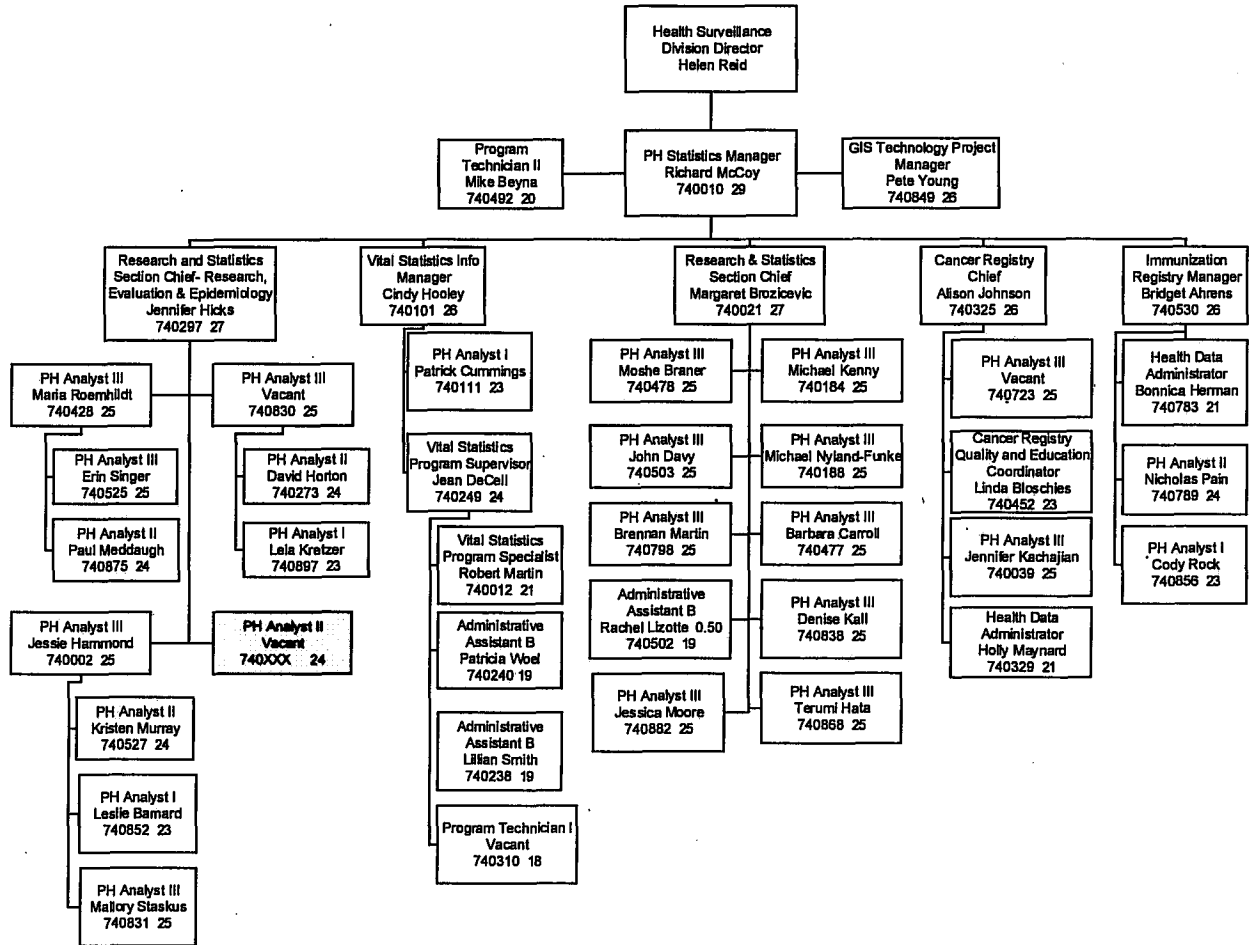 Health Surveillance
Division Director
Helen Reid
Program
Technician II
Mike Beyna
740492 20
PH Statistics Manager
Richard McCoy
740010 29
GIS Technology Project
Manager
Pete Young
740849 26
Research and Statistics
Section Chief- Research,
Evaluation & Epidemiology
Jennifer Hicks
740297 27
Vital Statistics Info
Manager
Cindy Hooley
740101 26
Research & Statistics
Section Chief
Margaret Brozicevic
740021 27
Cancer Registry
Chief
Alison Johnson
740325 26
Immunization
Registry Manager
Bridget Ahrens
740530 26
PH Analyst III
Maria Roemhildt
740428 25
PH Analyst III
Vacant
740830 25
PH Analyst III
Erin Singer
740525 25
PH Analyst II
Paul Meddaugh
740875 24
PH Analyst II
David Horton
740273 24
PH Analyst I
Lela Kretzer
740897 23
PH Analyst III
Jessie Hammond
740002 25
PH Analyst II
Vacant
740XXX 24
PH Analyst II
Kristen Murray
740527 24
PH Analyst I
Leslie Barnard
740852 23
PH Analyst III
Mallory Staskus
740831 25
PH Analyst I
Patrick Cummings
740111 23
Vital Statistics
Program Supervisor
Jean DeCell
740249 24
Vital Statistics
Program Specialist
Robert Martin
740012 21
Administrative
Assistant B
Patricia Woel
740240 19
Administrative
Assistant B
Lillian Smith
740238 19
Program Technician I
Vacant
740310 18
PH Analyst III
Moshe Braner
740478 25
PH Analyst III
Michael Kenny
740184 25
PH Analyst III
John Davy
740503 25
PH Analyst III
Michael Nyland-Funke
740188 25
PH Analyst III
Brennan Martin
740798 25
PH Analyst III
Barbara Carroll
740477 25
Administrative
Assistant B
Rachel Lizotte 0.50
740502 19
PH Analyst III
Denise Kall
740838 25
PH Analyst III
Jessica Moore
740882 25
PH Analyst III
Terumi Hata
740868 25
PH Analyst III
Vacant
740723 25
Cancer Registry
Quality and Education
Coordinator
Linda Bloschies
740452 23
PH Analyst III
Jennifer Kachajian
740039 25
Health Data
Administrator
Holly Maynard
740329 21
Health Data
Administrator
Bonnica Herman
740783 21
PH Analyst II
Nicholas Pain
740789 24
PH Analyst I
Cody Rock
740856 23